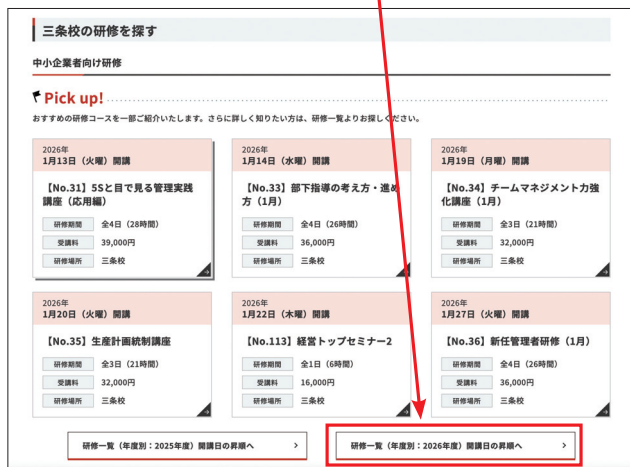 三条校の研修を探す
中小企業者向け研修
Pick up!
おすすめの研修コースを一部ご紹介いたします。さらに詳しく知りたい方は、研修一覧よりお探しください。
2026年
1月13日（火曜）開講
【No.31】5Sと目で見る管理実践
講座（応用編）
研修期間 全4日（28時間）
受講料 39,000円
研修場所 三条校
2026年
1月14日（水曜）開講
【No.33】部下指導の考え方・進め
方（1月）
研修期間 全4日（26時間）
受講料 36,000円
研修場所 三条校
2026年
1月19日（月曜）開講
【No.34】チームマネジメント力強
化講座（1月）
研修期間 全3日（21時間）
受講料 32,000円
研修場所 三条校
2026年
1月20日（火曜）開講
【No.35】生産計画統制講座
研修期間 全3日（21時間）
受講料 32,000円
研修場所 三条校
2026年
1月22日（木曜）開講
【No.113】経営トップセミナー2
研修期間 全1日（6時間）
受講料 16,000円
研修場所 三条校
2026年
1月27日（火曜）開講
【No.36】新任管理者研修（1月）
研修期間 全4日（26時間）
受講料 36,000円
研修場所 三条校
研修一覧（年度別：2025年度）開講日の昇順へ
研修一覧（年度別：2026年度）開講日の昇順へ